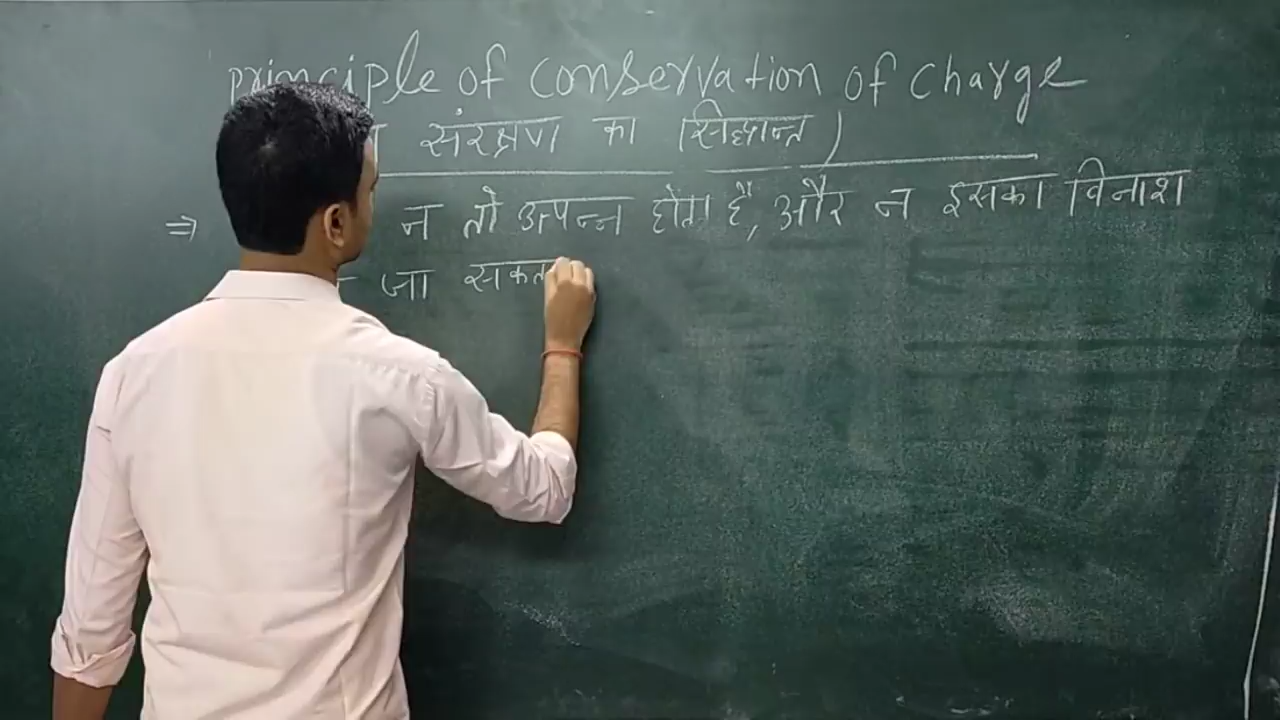 principle of conservation of charge
संरक्षण का सिद्धान्त)
⇒ न तो उत्पन्न होता है, और न इसका विनाश
जा सकता